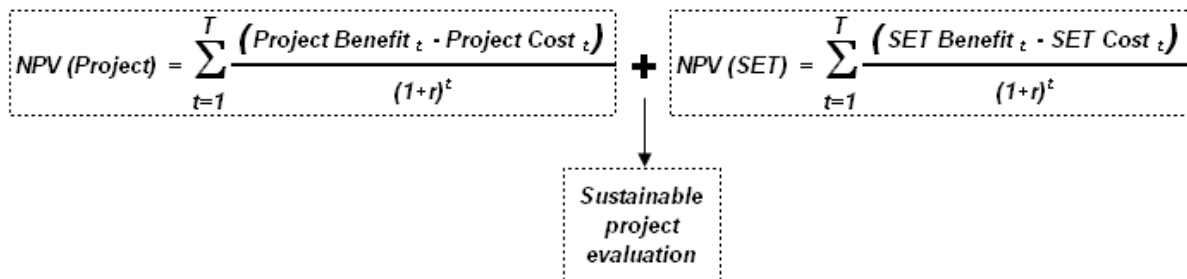 NPV (Project) = T∑t=1 (Project Benefit t - Project Cost t) / (1+r)^t + NPV (SET) = T∑t=1 (SET Benefit t - SET Cost t) / (1+r)^t
Sustainable
project
evaluation